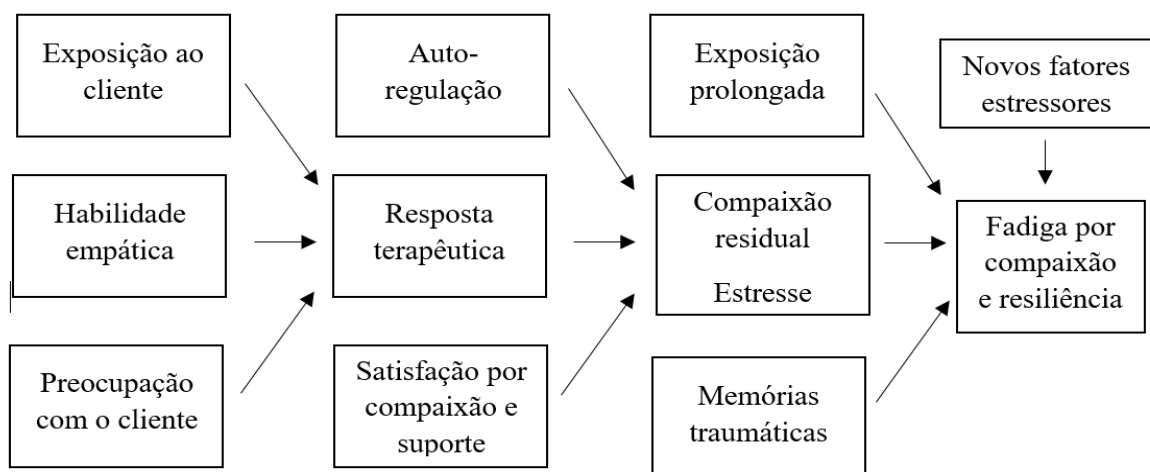 Exposição ao
cliente
Auto-
regulação
Exposição
prolongada
Novos fatores
estressores
Habilidade
empática
Resposta
terapêutica
Compaixão
residual
Estresse
Fadiga por
compaixão
e resiliência
Preocupação
com o cliente
Satisfação por
compaixão e
suporte
Memórias
traumáticas